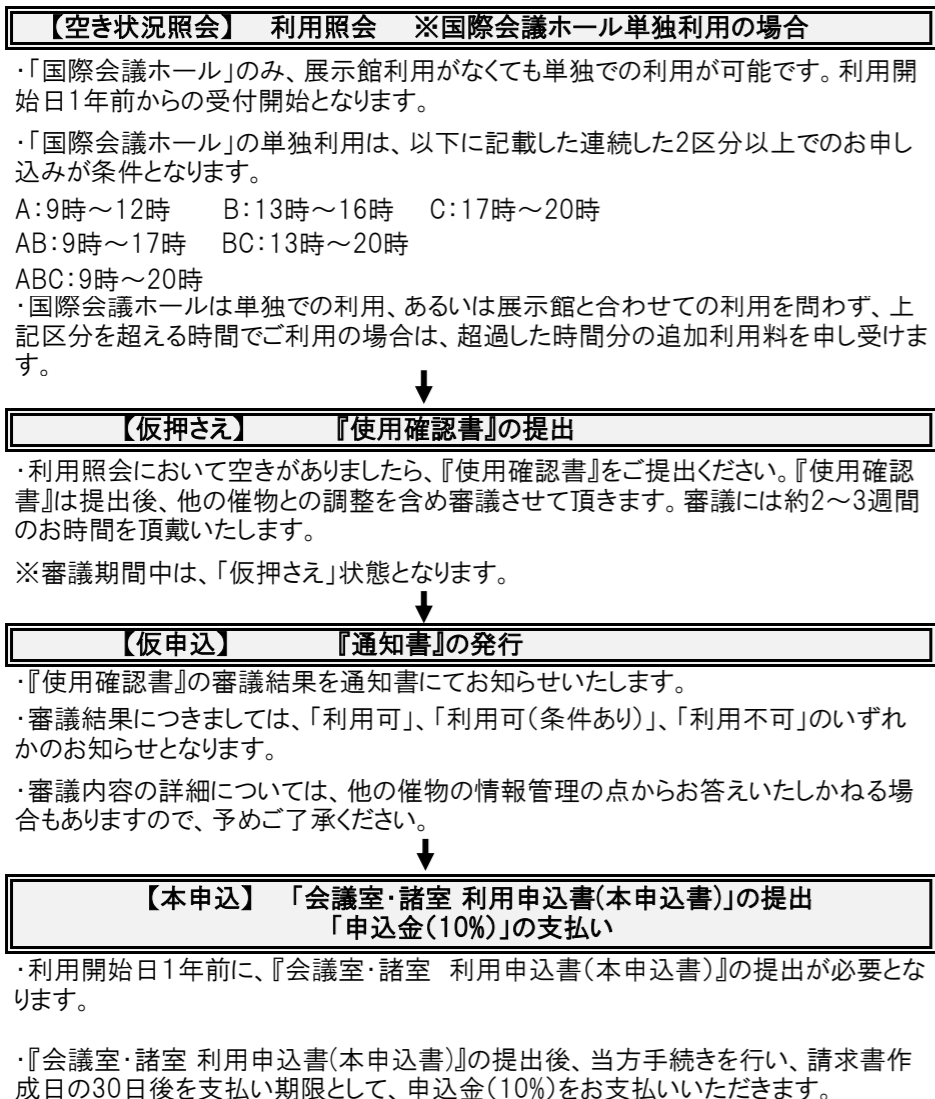 【空き状況照会】　利用照会　※国際会議ホール単独利用の場合
・「国際会議ホール」のみ、展示館利用がなくても単独での利用が可能です。利用開
始日1年前からの受付開始となります。
・「国際会議ホール」の単独利用は、以下に記載した連続した2区分以上でのお申し
込みが条件となります。
A：9時～12時　　B：13時～16時　C：17時～20時
AB：9時～17時　BC：13時～20時
ABC：9時～20時
・国際会議ホールは単独での利用、あるいは展示館と合わせての利用を問わず、上
記区分を超える時間でご利用の場合は、超過した時間分の追加利用料を申し受けま
す。
【仮押さえ】　　　『使用確認書』の提出
・利用照会において空きがありましたら、『使用確認書』をご提出ください。『使用確認
書』は提出後、他の催物との調整を含め審議させて頂きます。審議には約2～3週間
のお時間を頂戴いたします。
※審議期間中は、「仮押さえ」状態となります。
【仮申込】　　　『通知書』の発行
・『使用確認書』の審議結果を通知書にてお知らせいたします。
・審議結果につきましては、「利用可」、「利用可（条件あり）」、「利用不可」のいずれ
かのお知らせとなります。
・審議内容の詳細については、他の催物の情報管理の点からお答えいたしかねる場
合もありますので、予めご了承ください。
【本申込】　「会議室・諸室 利用申込書(本申込書)」の提出
「申込金（10%）」の支払い
・利用開始日1年前に、『会議室・諸室　利用申込書（本申込書）』の提出が必要とな
ります。
・『会議室・諸室 利用申込書(本申込書)』の提出後、当方手続きを行い、請求書作
成日の30日後を支払い期限として、申込金（10%）をお支払いいただきます。